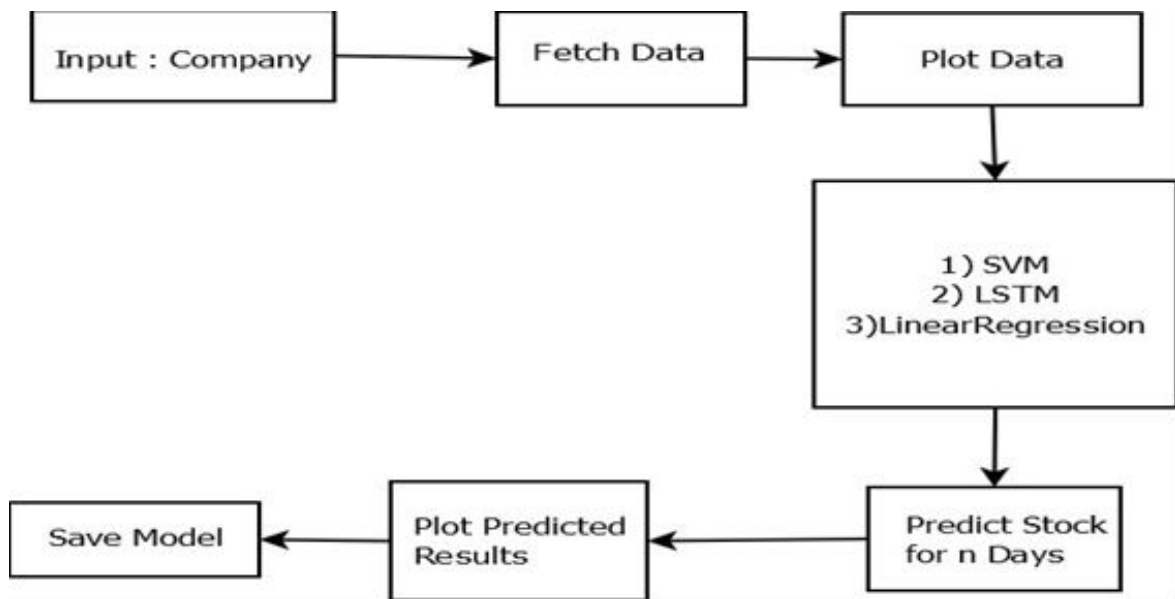 Input : Company
Fetch Data
Plot Data
1) SVM
2) LSTM
3)LinearRegression
Predict Stock
for n Days
Plot Predicted
Results
Save Model